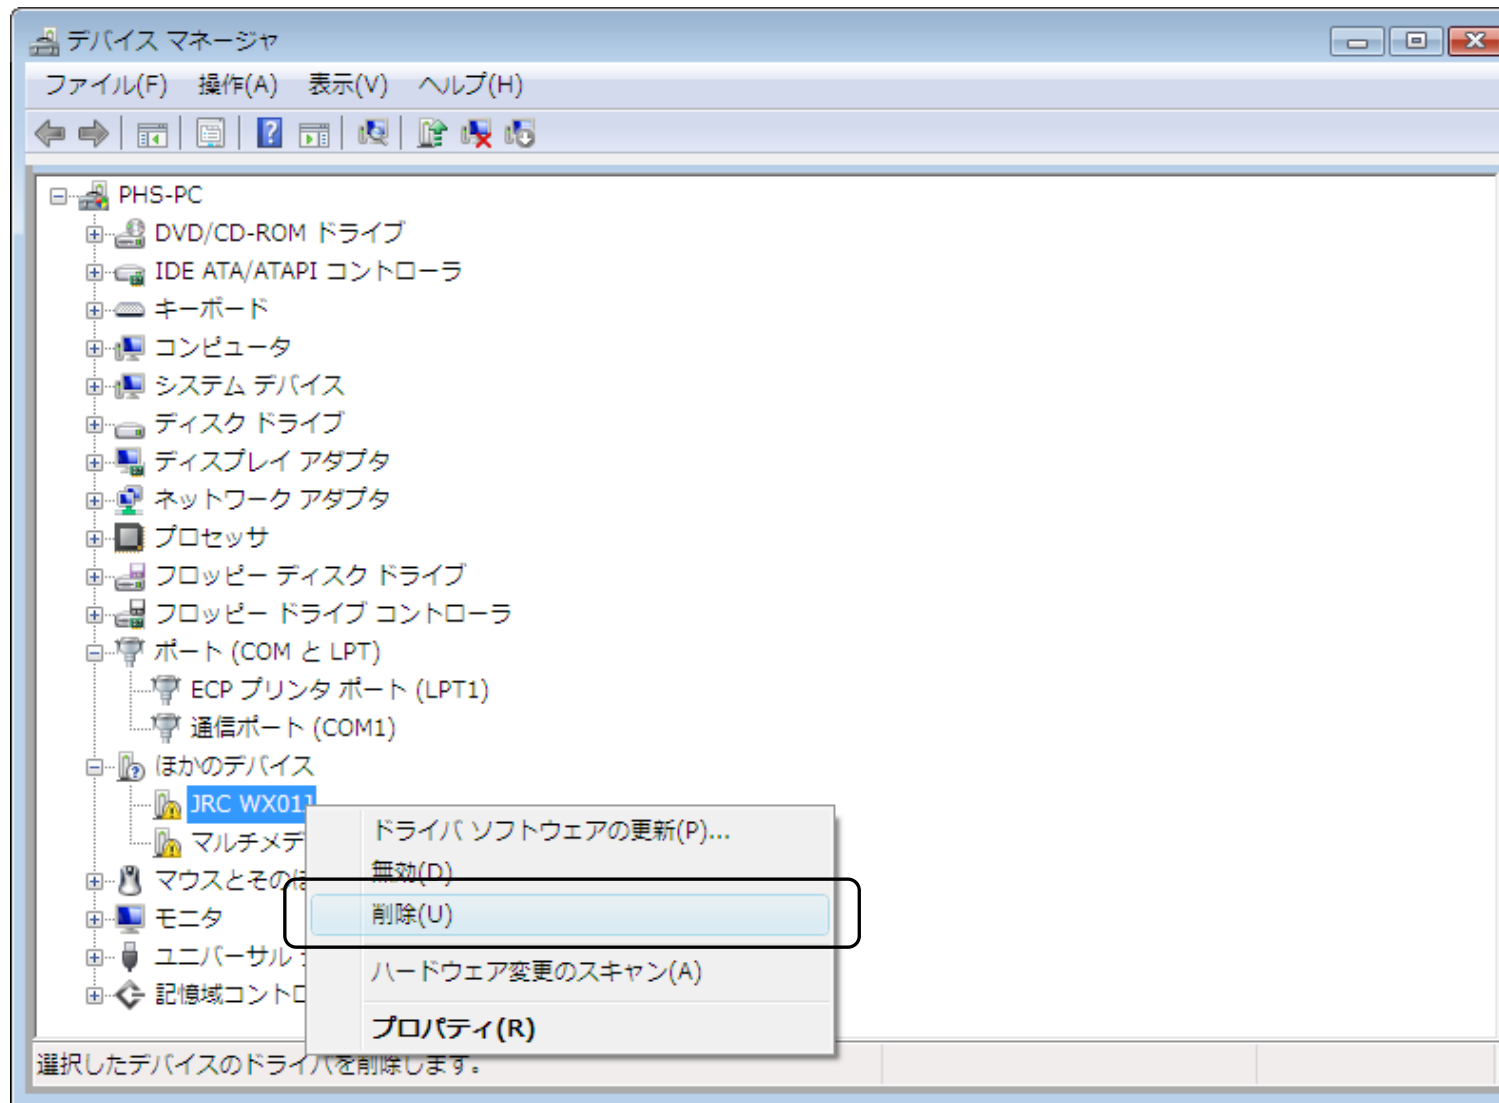 デバイス マネージャ
ファイル(F) 操作(A) 表示(V) ヘルプ(H)
PHS-PC
DVD/CD-ROM ドライブ
IDE ATA/ATAPI コントローラ
キーボード
コンピュータ
システム デバイス
ディスク ドライブ
ディスプレイ アダプタ
ネットワーク アダプタ
プロセッサ
フロッピー ディスク ドライブ
フロッピー ドライブ コントローラ
ポート (COM と LPT)
ECP プリンタ ポート (LPT1)
通信ポート (COM1)
ほかのデバイス
JRC WX01J
マルチメデ
マウスとそのほ
モニタ
ユニバーサル
記憶域コントロ
ドライバ ソフトウェアの更新(P)...
無効(D)
削除(U)
ハードウェア変更のスキャン(A)
プロパティ(R)
選択したデバイスのドライバを削除します。